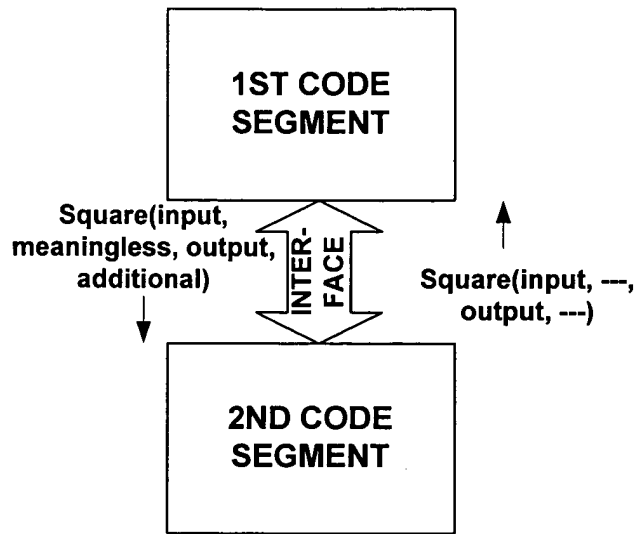 1ST CODE
SEGMENT
Square(input,
meaningless, output,
additional)
INTER-
FACE
Square(input, ---,
output, ---)
2ND CODE
SEGMENT